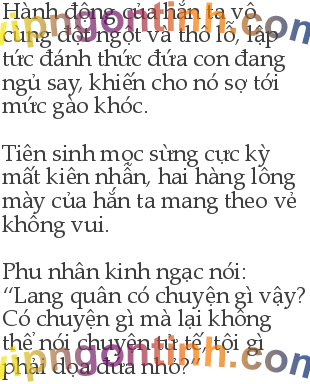 Hành động của hắn ta vô
cùng đột ngột và thô lỗ, lập
tức đánh thức đứa con đang
ngủ say, khiến cho nó sợ tới
mức gào khóc.

Tiên sinh mọc sừng cực kỳ
mất kiên nhẫn, hai hàng lông
mày của hắn ta mang theo vẻ
không vui.

Phu nhân kinh ngạc nói:
“Lang quân có chuyện gì vậy?
Có chuyện gì mà lại không
thể nói chuyện tử tế, tội gì
phải dọa đứa nhỏ?”
vipngontinh.com
vipngontinh.com